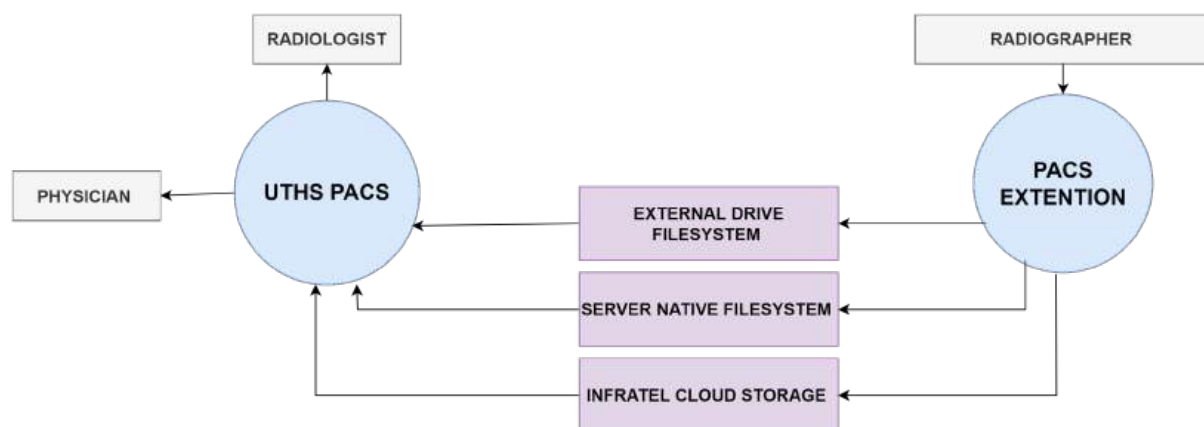 RADIOLOGIST
RADIOGRAPHER
PHYSICIAN
UTHS PACS
PACS
EXTENTION
EXTERNAL DRIVE
FILESYSTEM
SERVER NATIVE FILESYSTEM
INFRATEL CLOUD STORAGE